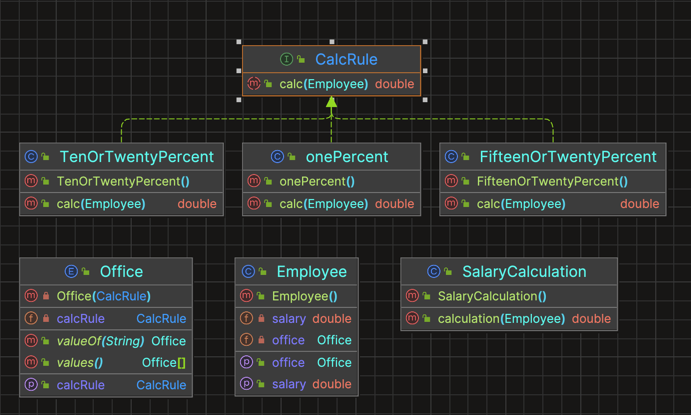 CalcRule
calc(Employee) double
TenOrTwentyPercent
TenOrTwentyPercent()
calc(Employee) double
onePercent
onePercent()
calc(Employee) double
FifteenOrTwentyPercent
FifteenOrTwentyPercent()
calc(Employee) double
Office
Office(CalcRule)
calcRule CalcRule
valueOf(String) Office
values() Office[]
calcRule CalcRule
Employee
Employee()
salary double
office Office
office Office
salary double
SalaryCalculation
SalaryCalculation()
calculation(Employee) double